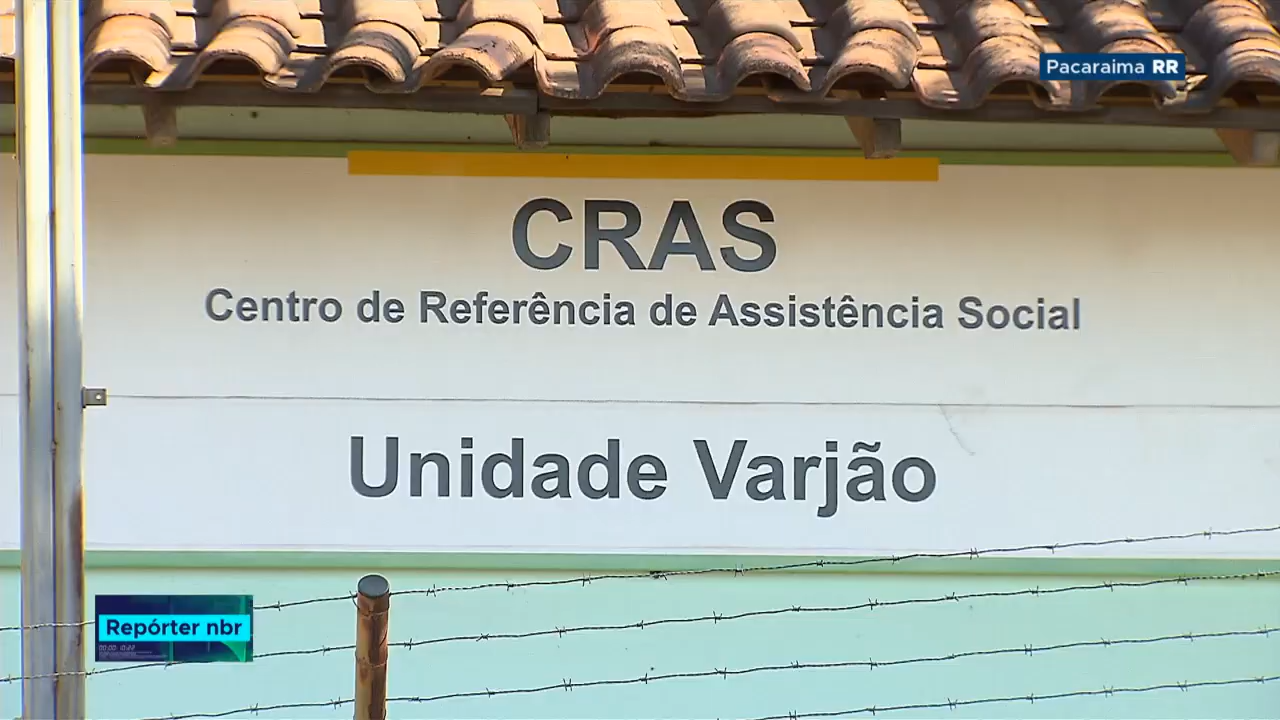 Pacaraima RR
CRAS
Centro de Referência de Assistência Social
Unidade Varjão
Repórter nbr